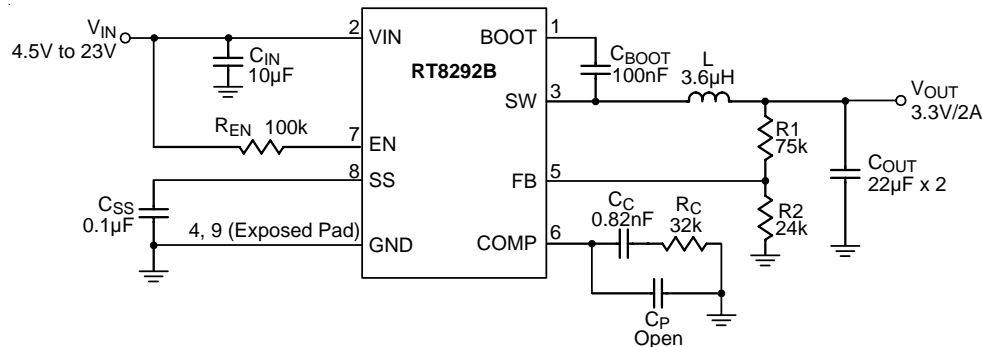 VIN
4.5V to 23V
CIN
10µF
REN 100k
CSS
0.1µF
4, 9 (Exposed Pad)
2
VIN
7
EN
8
SS
GND
RT8292B
BOOT
1
SW
3
FB
5
COMP
6
CBOOT
100nF
L
3.6µH
VOUT
3.3V/2A
R1
75k
COUT
22µF x 2
R2
24k
CC
0.82nF
RC
32k
CP
Open